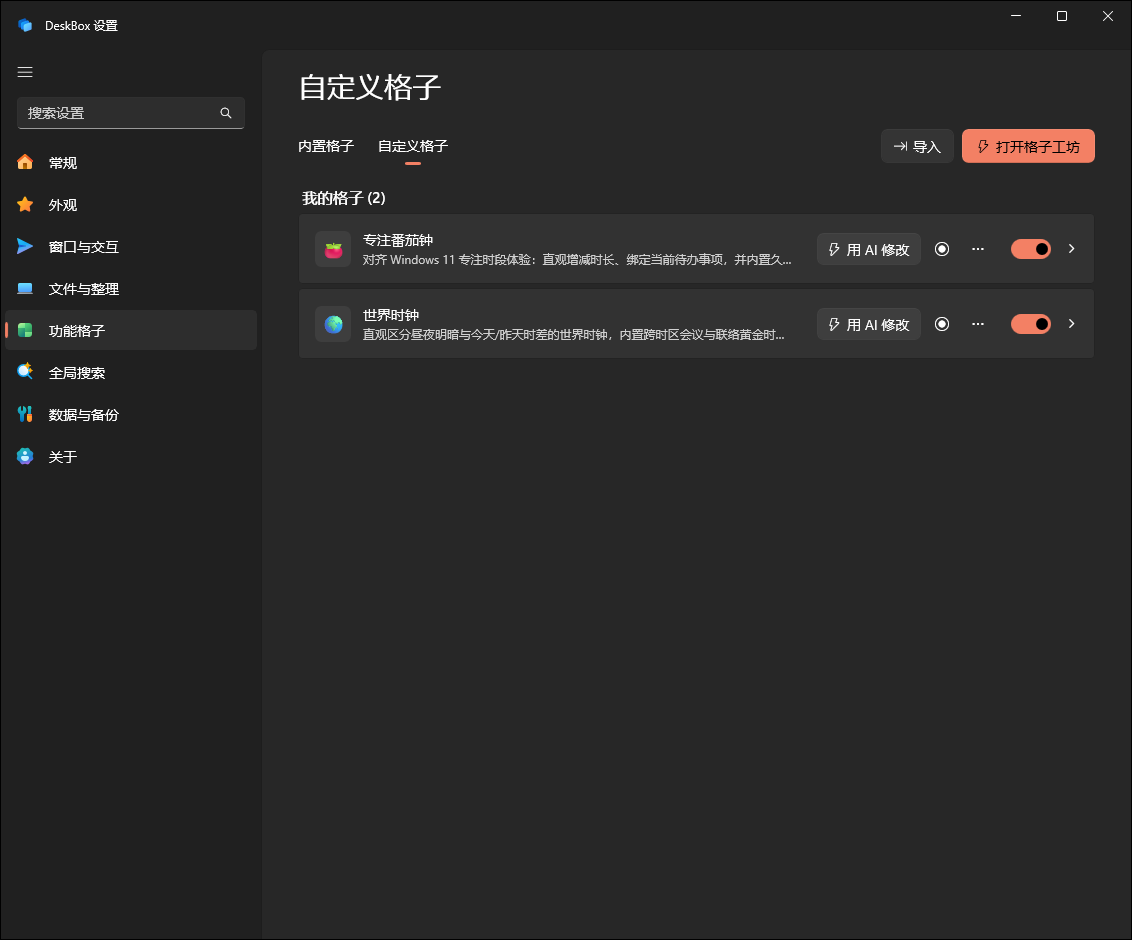 DeskBox 设置
搜索设置
常规
外观
窗口与交互
文件与整理
功能格子
全局搜索
数据与备份
关于
自定义格子
内置格子 自定义格子 导入 打开格子工坊
我的格子 (2)
专注番茄钟
对齐 Windows 11 专注时段体验：直观增减时长、绑定当前待办事项，并内置久...
用 AI 修改
世界时钟
直观区分昼夜明暗与今天/昨天时差的世界时钟，内置跨时区会议与联络黄金时...
用 AI 修改